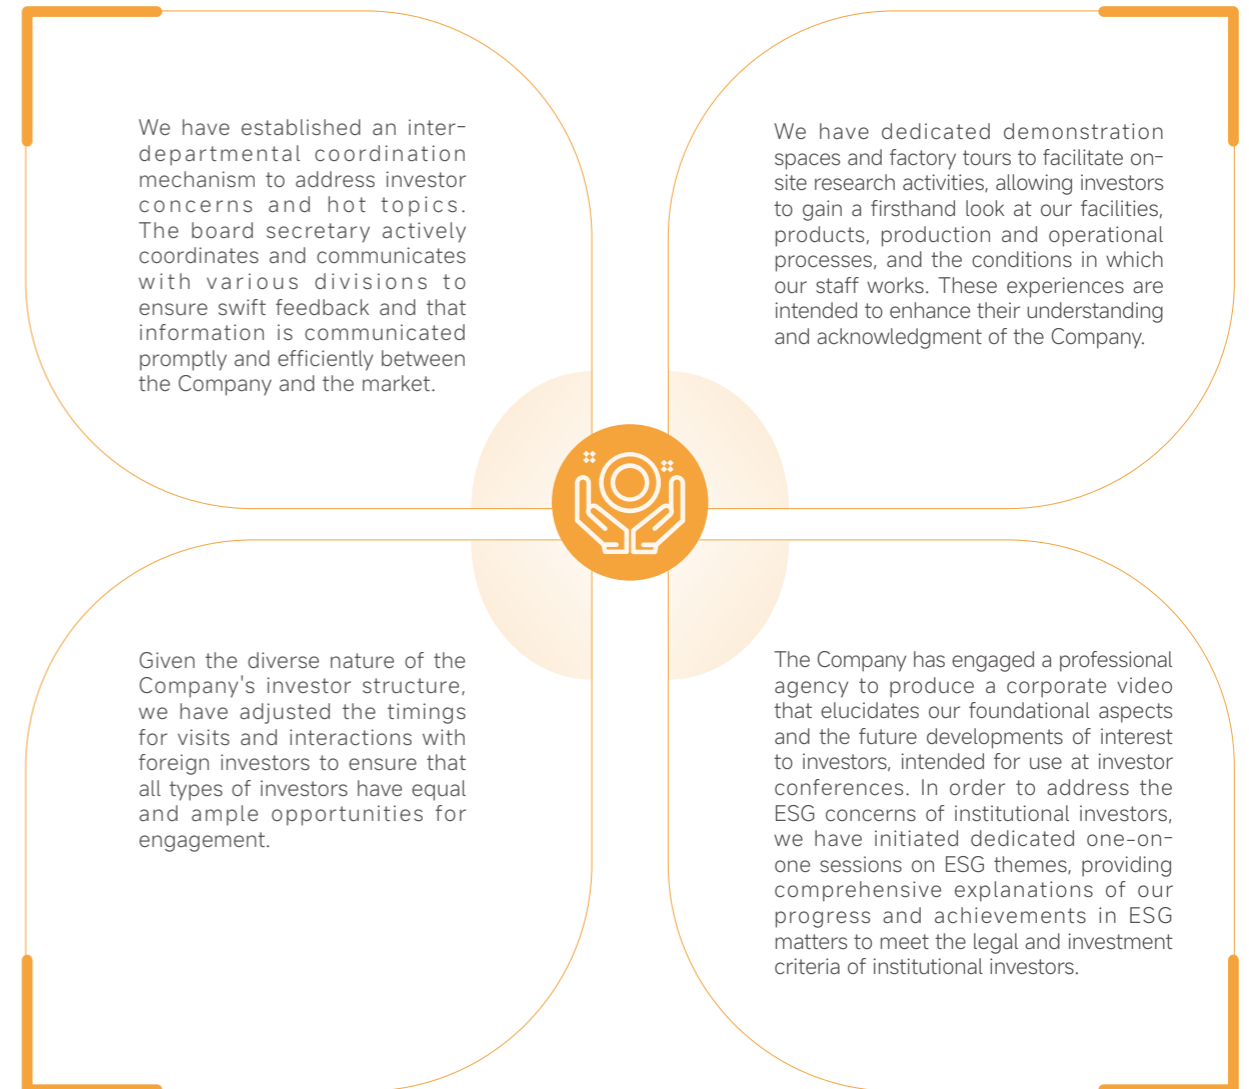 We have established an inter-
departmental coordination
mechanism to address investor
concerns and hot topics.
The board secretary actively
coordinates and communicates
with various divisions to
ensure swift feedback and that
information is communicated
promptly and efficiently between
the Company and the market.
We have dedicated demonstration
spaces and factory tours to facilitate on-
site research activities, allowing investors
to gain a firsthand look at our facilities,
products, production and operational
processes, and the conditions in which
our staff works. These experiences are
intended to enhance their understanding
and acknowledgment of the Company.
Given the diverse nature of the
Company's investor structure,
we have adjusted the timings
for visits and interactions with
foreign investors to ensure that
all types of investors have equal
and ample opportunities for
engagement.
The Company has engaged a professional
agency to produce a corporate video
that elucidates our foundational aspects
and the future developments of interest
to investors, intended for use at investor
conferences. In order to address the
ESG concerns of institutional investors,
we have initiated dedicated one-on-
one sessions on ESG themes, providing
comprehensive explanations of our
progress and achievements in ESG
matters to meet the legal and investment
criteria of institutional investors.